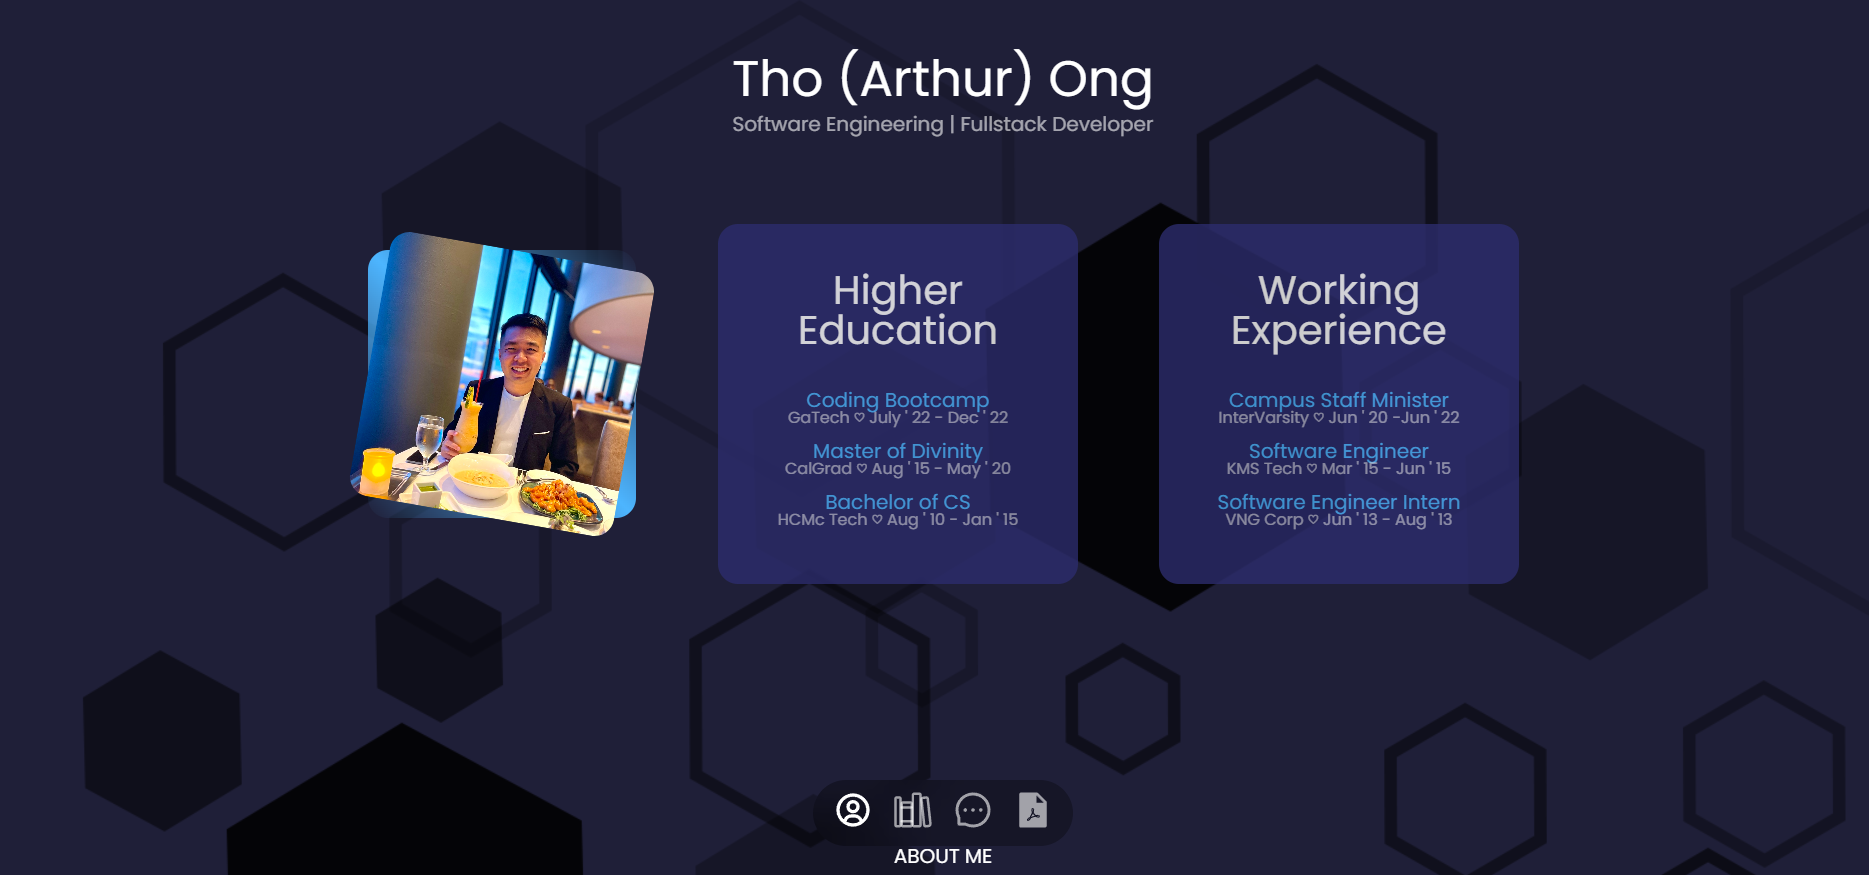 Tho (Arthur) Ong
Software Engineering | Fullstack Developer
Higher
Education
Coding Bootcamp
GaTech ♡ July ' 22 - Dec ' 22
Master of Divinity
CalGrad ♡ Aug ' 15 - May ' 20
Bachelor of CS
HCMc Tech ♡ Aug ' 10 - Jan ' 15
Working
Experience
Campus Staff Minister
InterVarsity ♡ Jun ' 20 -Jun ' 22
Software Engineer
KMS Tech ♡ Mar ' 15 - Jun ' 15
Software Engineer Intern
VNG Corp ♡ Jun ' 13 - Aug ' 13
ABOUT ME